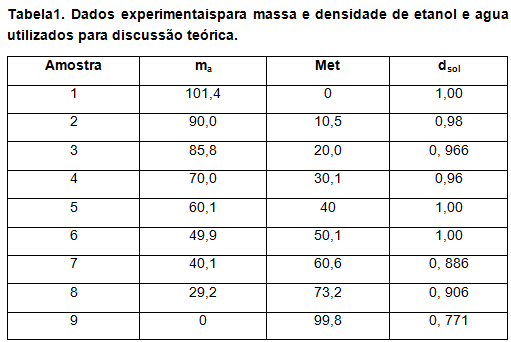 Tabela1. Dados experimentaispara massa e densidade de etanol e agua
utilizados para discussão teórica.
Amostra ma Met dsol
1 101,4 0 1,00
2 90,0 10,5 0,98
3 85,8 20,0 0, 966
4 70,0 30,1 0,96
5 60,1 40 1,00
6 49,9 50,1 1,00
7 40,1 60,6 0, 886
8 29,2 73,2 0, 906
9 0 99,8 0, 771